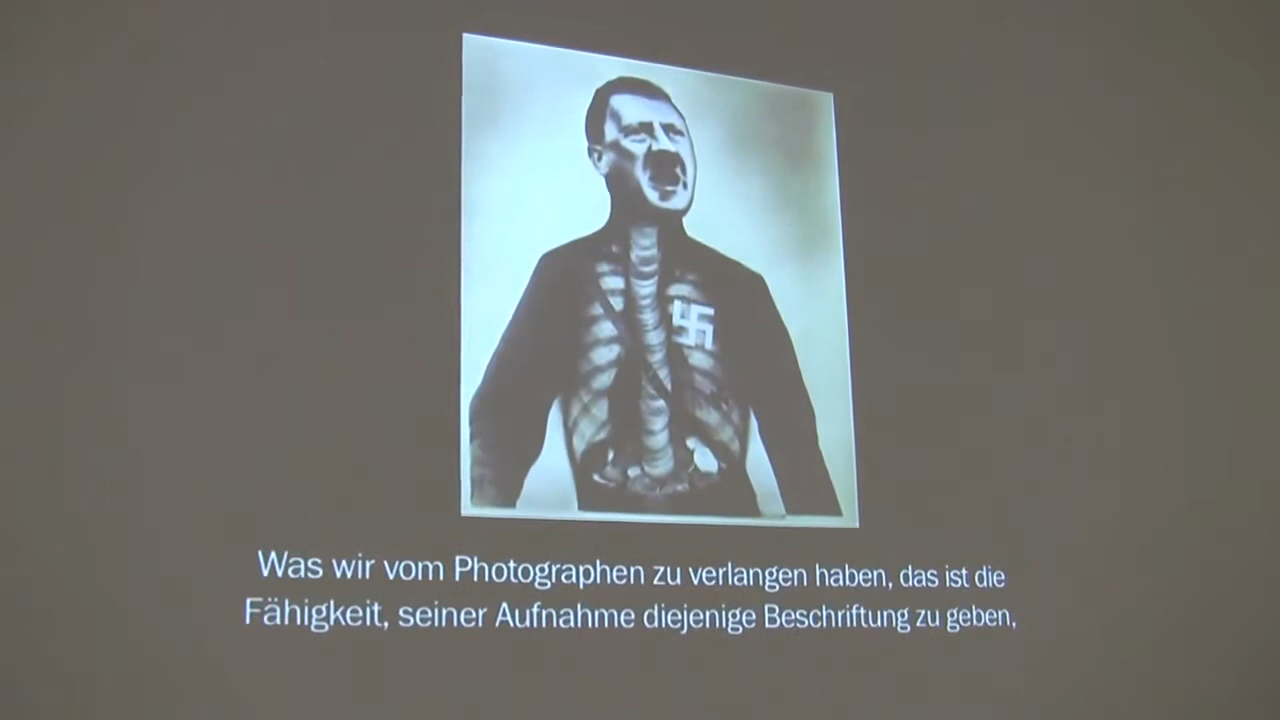 Was wir vom Photographen zu verlangen haben, das ist die
Fähigkeit, seiner Aufnahme diejenige Beschriftung zu geben,